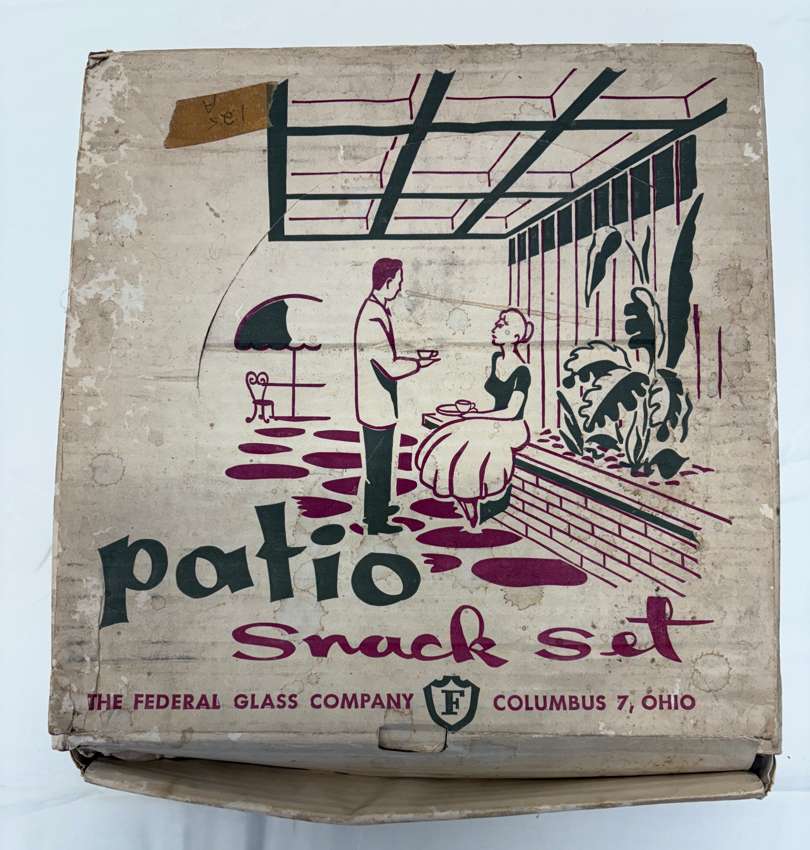 patio
snack set
THE FEDERAL GLASS COMPANY F COLUMBUS 7, OHIO